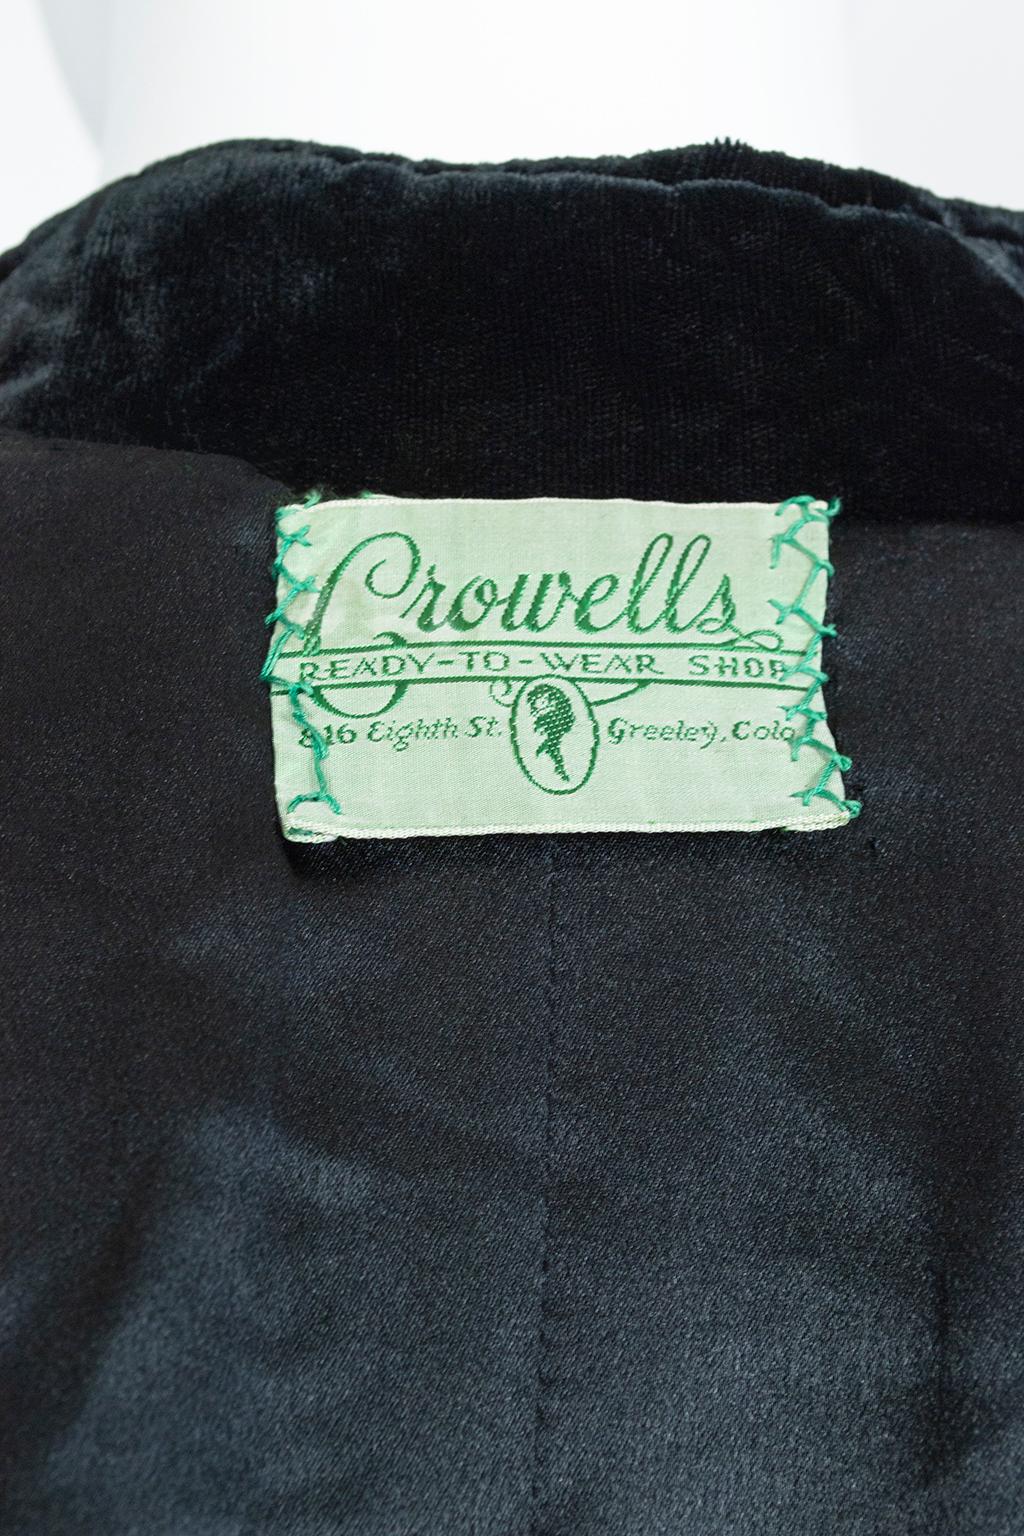 Crowells
READY-TO-WEAR SHOP
816 Eighth St. Greeley, Colo